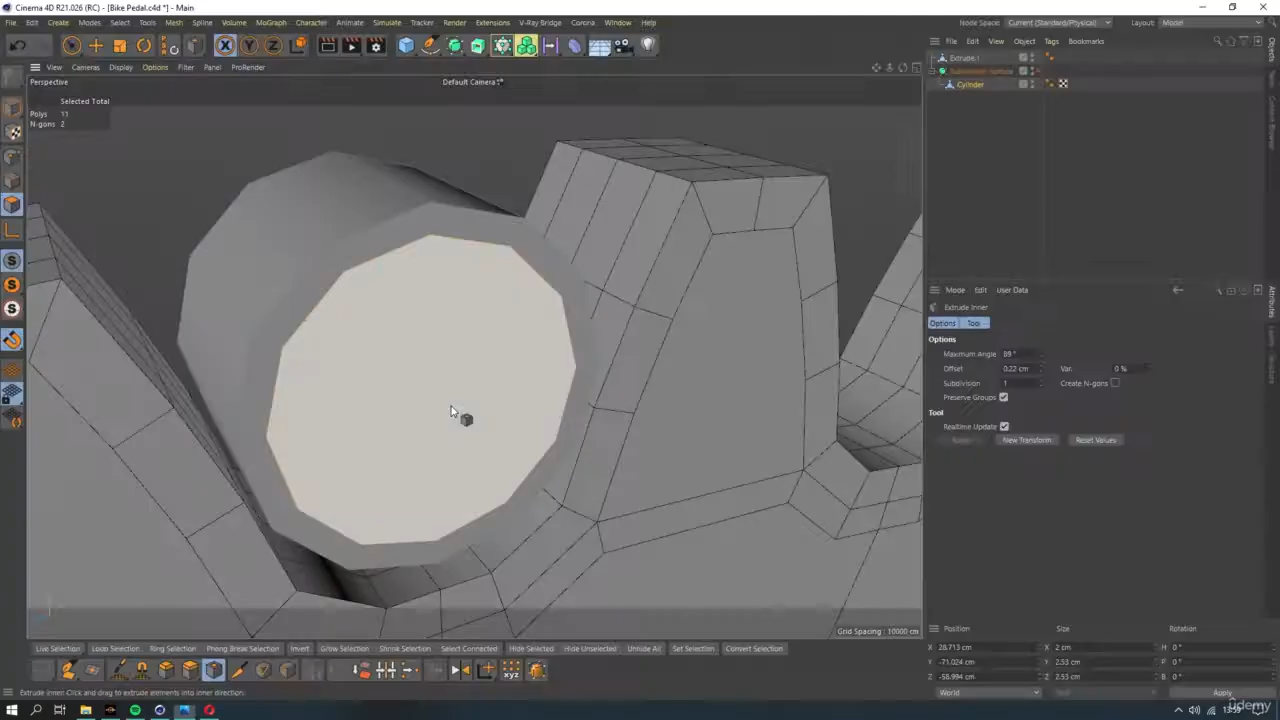 Cinema 4D R21.026 (RC) - [Bike Pedal.c4d *] - Main
File Edit Create Modes Select Tools Mesh Spline Volume MoGraph Character Animate Simulate Tracker Render Extensions V-Ray Bridge Corona Window Help
Node Space: Current (Standard/Physical) Layout: Model
View Cameras Display Options Filter Panel ProRender
File Edit View Object Tags Bookmarks
Perspective
Default Camera
Extrude.1
Cylinder
Selected Total
Polys 11
N-gons 2
Objects
Content Browser
Mode Edit User Data
Extrude Inner
Options Tool
Options
Maximum Angle 89 °
Offset 0.22 cm Var. 0 %
Subdivision 1 Create N-gons
Preserve Groups
Tool
Realtime Update
New Transform Reset Values
Attributes
Grid Spacing : 10000 cm
Position Size Rotation
X 28.713 cm X 2 cm H 0 °
Y -71.024 cm Y 2.53 cm P 0 °
Z -58.994 cm Z 2.53 cm B 0 °
World Apply
Live Selection Loop Selection Ring Selection Phong Break Selection Invert Grow Selection Shrink Selection Select Connected Hide Selected Hide Unselected Unhide All Set Selection Convert Selection
Extrude Inner: Click and drag to extrude elements into inner direction.
Udemy